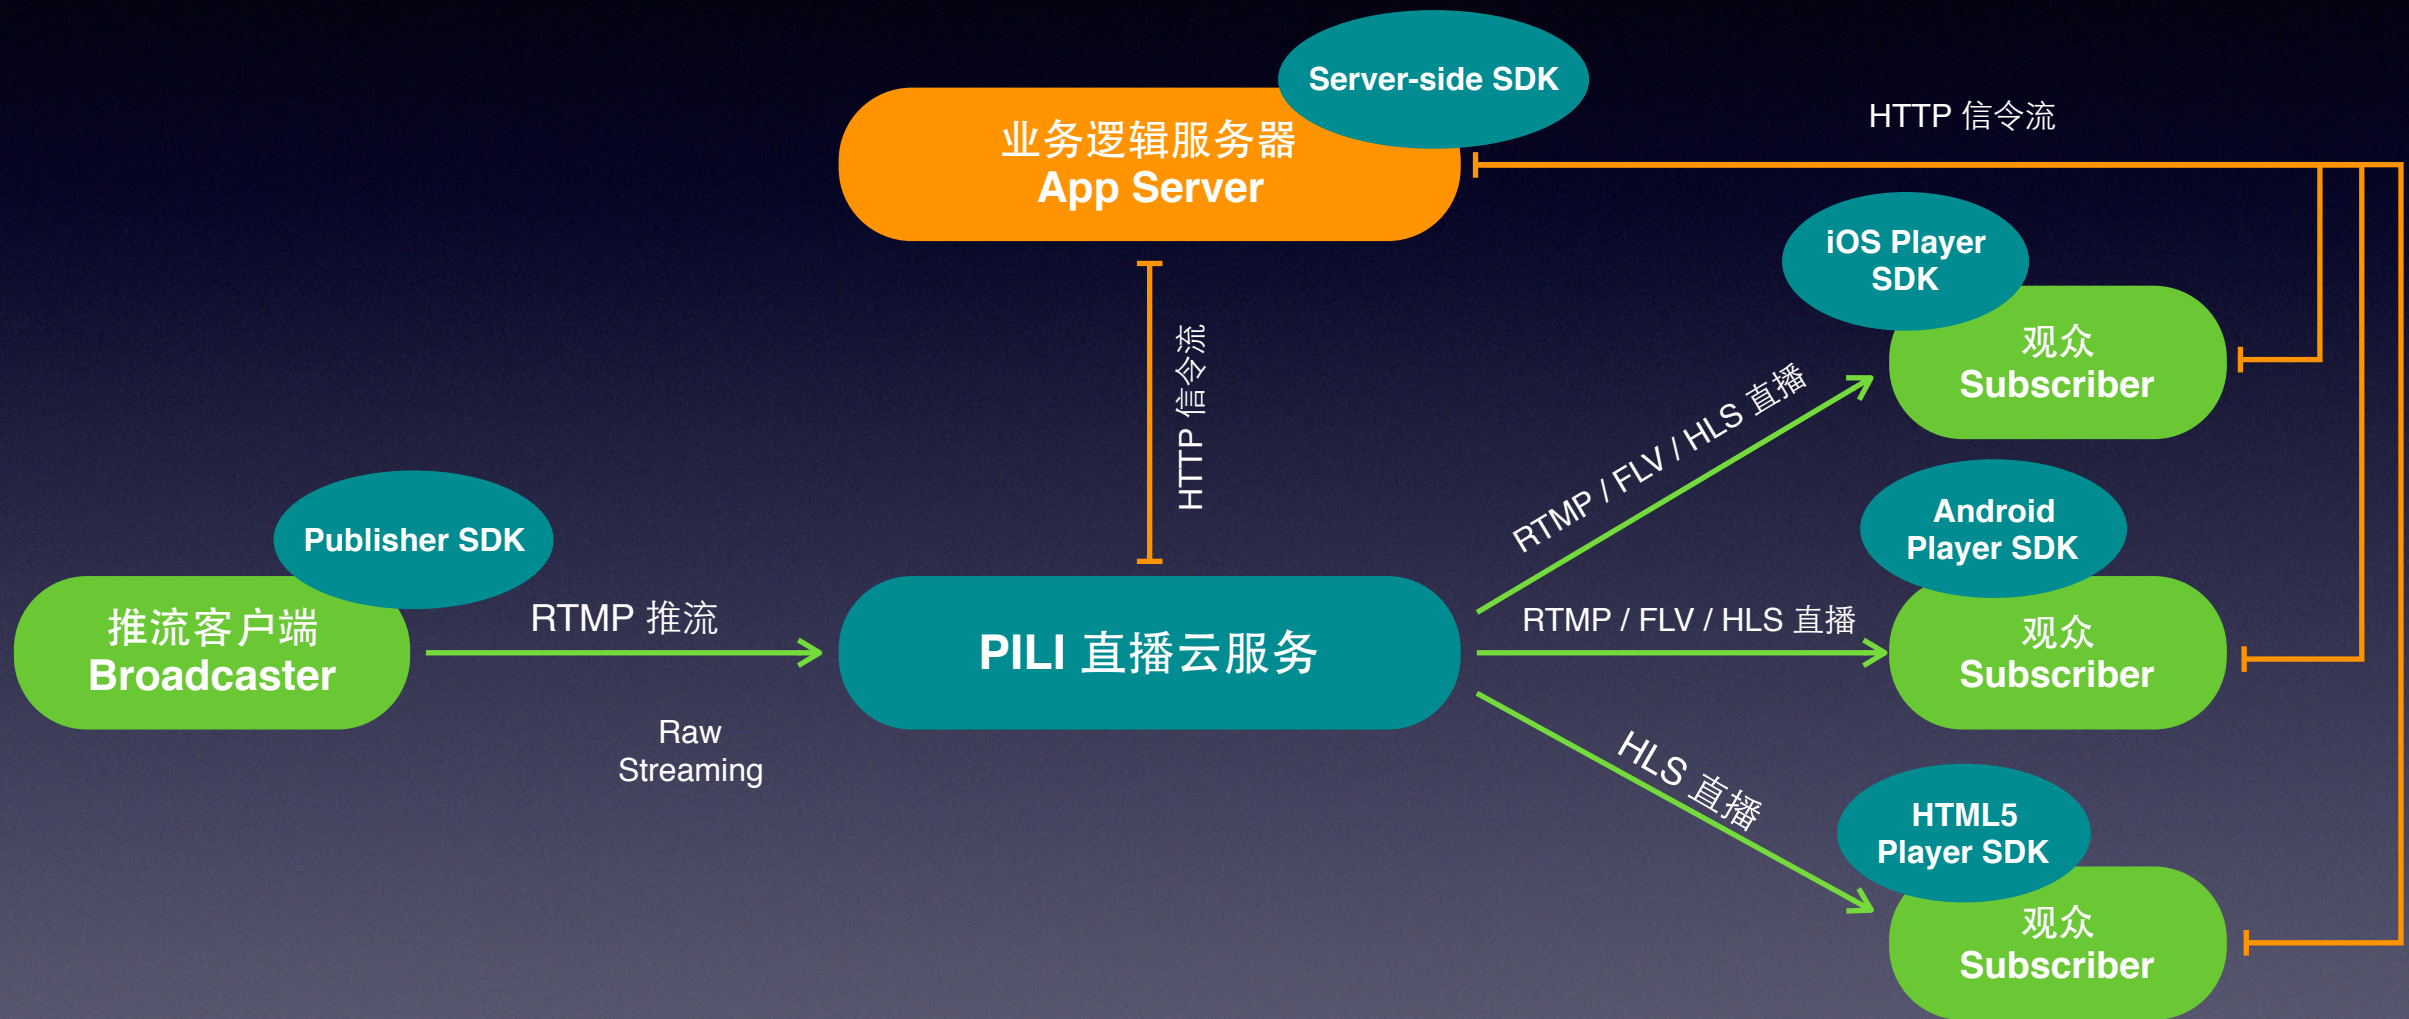 Server-side SDK
业务逻辑服务器
App Server
HTTP 信令流
iOS Player
SDK
观众
Subscriber
HTTP 信令流
RTMP / FLV / HLS 直播
Publisher SDK
推流客户端
Broadcaster
RTMP 推流
Raw
Streaming
PILI 直播云服务
RTMP / FLV / HLS 直播
Android
Player SDK
观众
Subscriber
HLS 直播
HTML5
Player SDK
观众
Subscriber